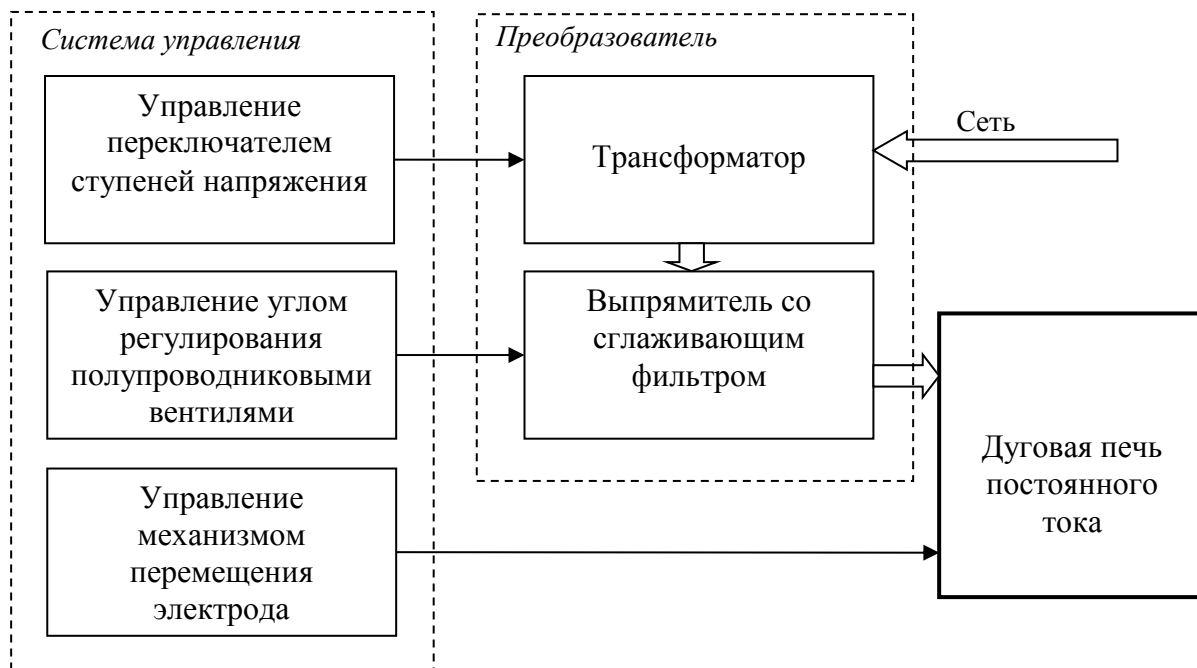 Система управления
Управление
переключателем
ступеней напряжения
Управление углом
регулирования
полупроводниковыми
вентилями
Управление
механизмом
перемещения
электрода
Преобразователь
Трансформатор
Выпрямитель со
сглаживающим
фильтром
Сеть
Дуговая печь
постоянного
тока